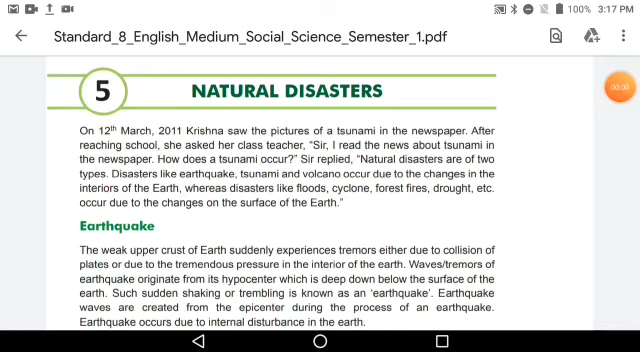 100% 3:17 PM
Standard_8_English_Medium_Social_Science_Semester_1.pdf
00:00
5 NATURAL DISASTERS
On 12th March, 2011 Krishna saw the pictures of a tsunami in the newspaper. After
reaching school, she asked her class teacher, "Sir, I read the news about tsunami in
the newspaper. How does a tsunami occur?" Sir replied, "Natural disasters are of two
types. Disasters like earthquake, tsunami and volcano occur due to the changes in the
interiors of the Earth, whereas disasters like floods, cyclone, forest fires, drought, etc.
occur due to the changes on the surface of the Earth."
Earthquake
The weak upper crust of Earth suddenly experiences tremors either due to collision of
plates or due to the tremendous pressure in the interior of the earth. Waves/tremors of
earthquake originate from its hypocenter which is deep down below the surface of the
earth. Such sudden shaking or trembling is known as an 'earthquake'. Earthquake
waves are created from the epicenter during the process of an earthquake.
Earthquake occurs due to internal disturbance in the earth.